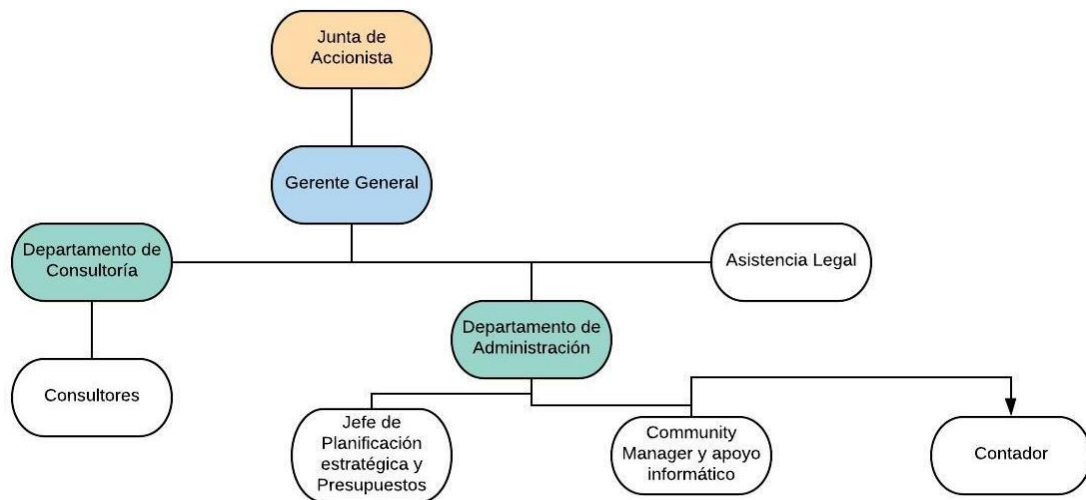 Junta de
Accionista
Gerente General
Departamento de
Consultoría
Asistencia Legal
Departamento de
Administración
Consultores
Jefe de
Planificación
estratégica y
Presupuestos
Community
Manager y apoyo
informático
Contador